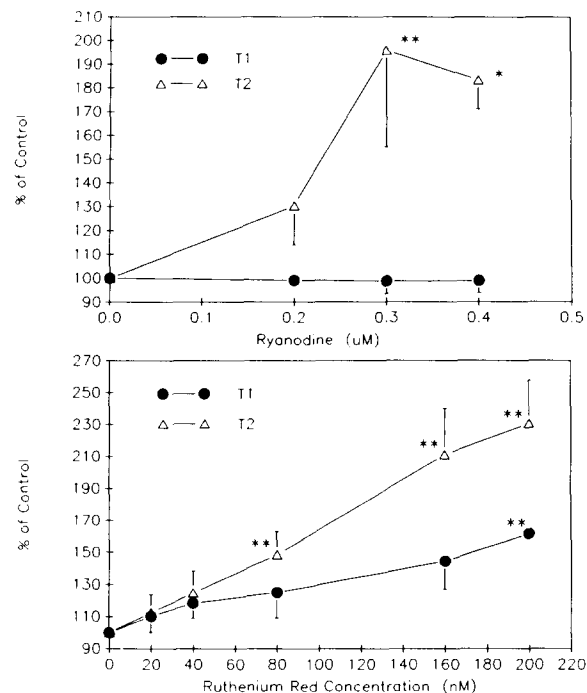 210
200
190
180
170
160
150
140
130
120
110
100
90
% of Control
T1
T2
**
*
0.0 0.1 0.2 0.3 0.4 0.5
Ryanodine (uM)
270
250
230
210
190
170
150
130
110
90
% of Control
T1
T2
**
**
**
**
0 20 40 60 80 100 120 140 160 180 200
Ruthenium Red Concentration (nM)